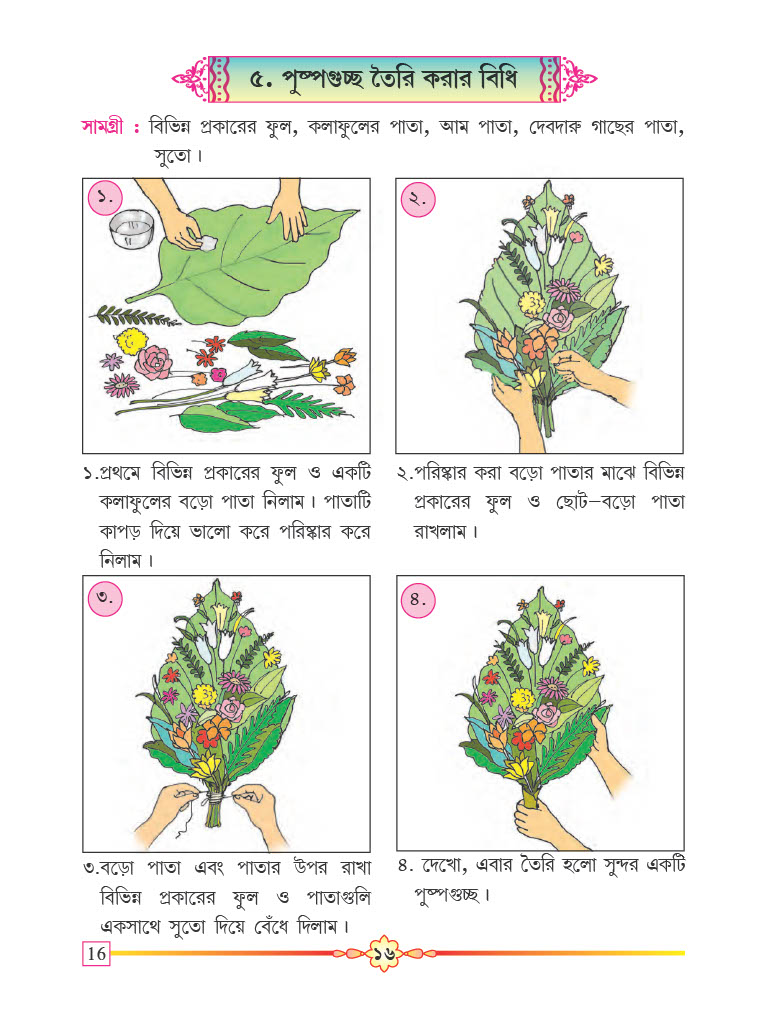 ৫. পুষ্পগুচ্ছ তৈরি করার বিধি
সামগ্রী : বিভিন্ন প্রকারের ফুল, কলাফুলের পাতা, আম পাতা, দেবদারু গাছের পাতা,
সুতো।
১.
২.
১.প্রথমে বিভিন্ন প্রকারের ফুল ও একটি
কলাফুলের বড়ো পাতা নিলাম। পাতাটি
কাপড় দিয়ে ভালো করে পরিষ্কার করে
নিলাম।
২.পরিষ্কার করা বড়ো পাতার মাঝে বিভিন্ন
প্রকারের ফুল ও ছোট–বড়ো পাতা
রাখলাম।
৩.
৪.
৩.বড়ো পাতা এবং পাতার উপর রাখা
বিভিন্ন প্রকারের ফুল ও পাতাগুলি
একসাথে সুতো দিয়ে বেঁধে দিলাম।
৪. দেখো, এবার তৈরি হলো সুন্দর একটি
পুষ্পগুচ্ছ।
16
১৬